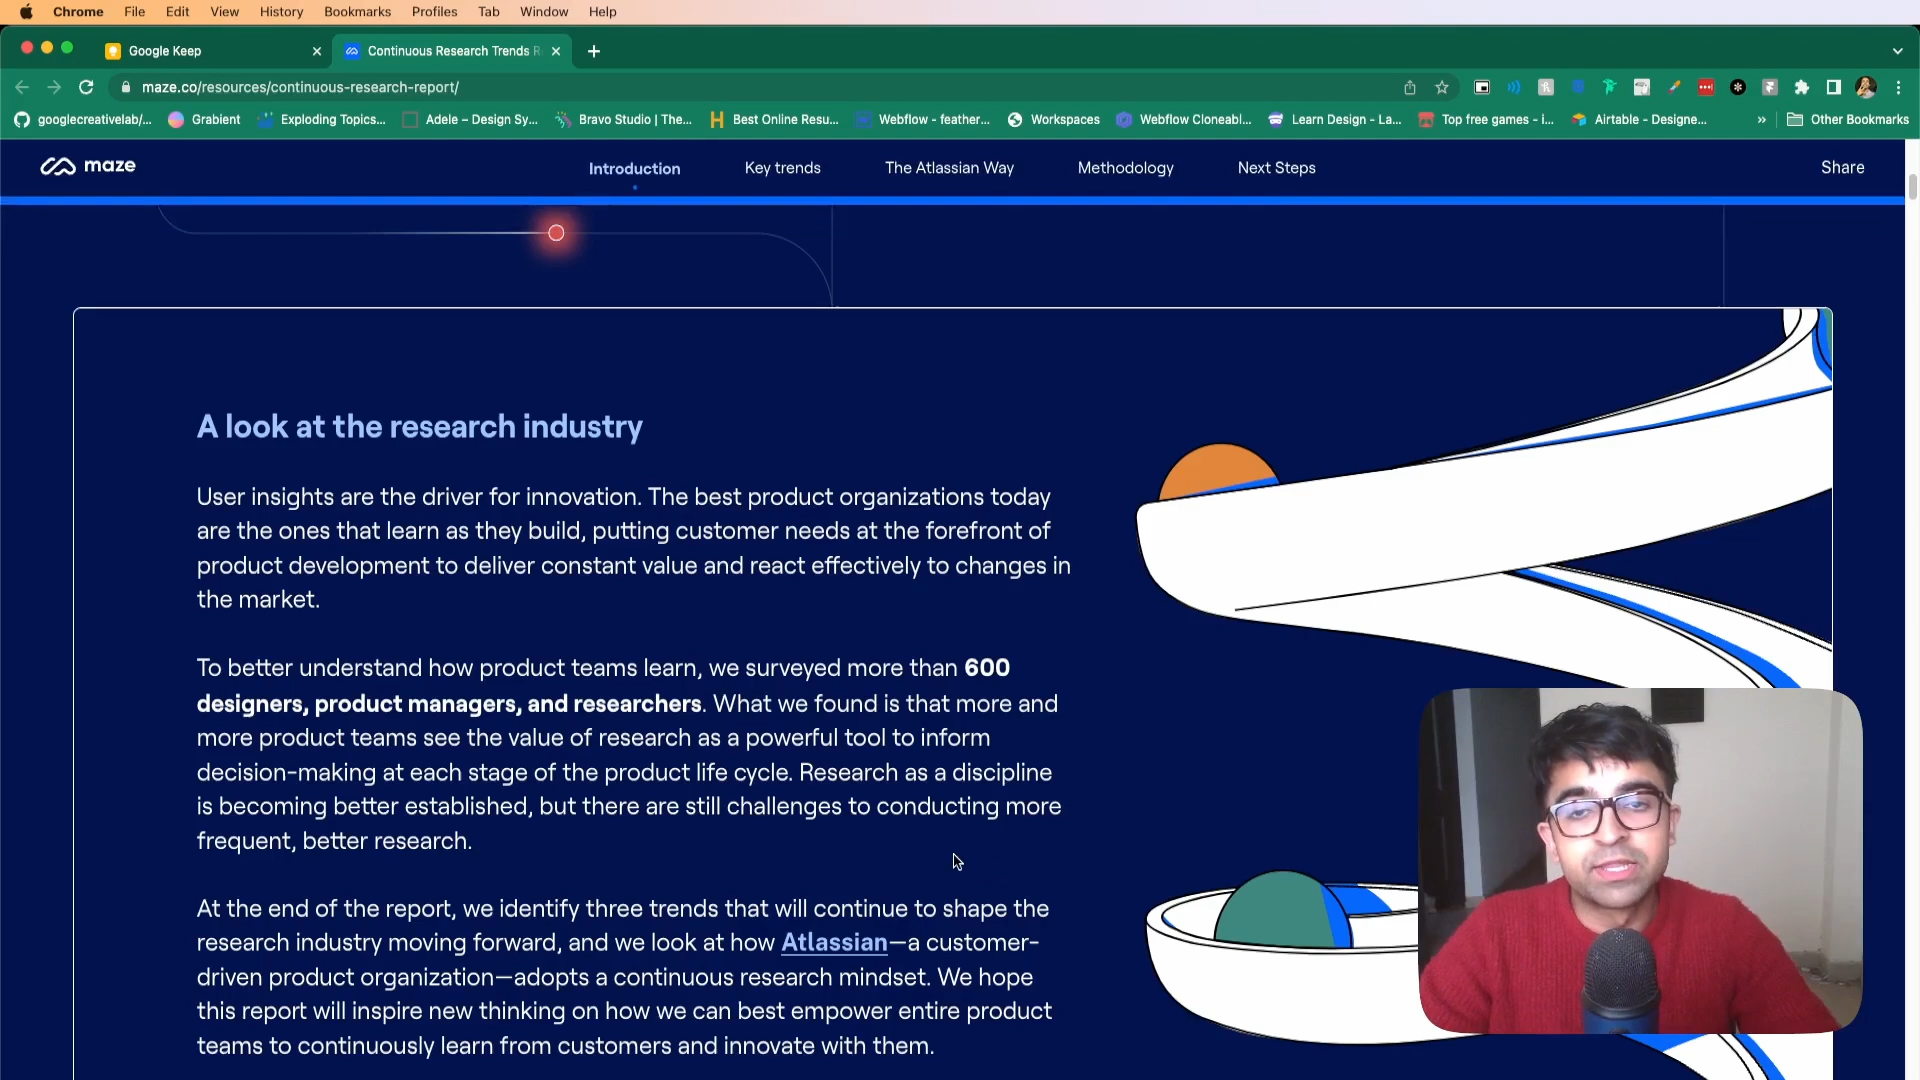 Chrome File Edit View History Bookmarks Profiles Tab Window Help
Google Keep
Continuous Research Trends R
maze.co/resources/continuous-research-report/
googlecreativelab/... Grabient Exploding Topics... Adele – Design Sy... Bravo Studio | The... Best Online Resu... Webflow - feather... Workspaces Webflow Cloneabl... Learn Design - La... Top free games - i... Airtable - Designe... » Other Bookmarks
maze Introduction Key trends The Atlassian Way Methodology Next Steps Share
A look at the research industry
User insights are the driver for innovation. The best product organizations today
are the ones that learn as they build, putting customer needs at the forefront of
product development to deliver constant value and react effectively to changes in
the market.
To better understand how product teams learn, we surveyed more than 600
designers, product managers, and researchers. What we found is that more and
more product teams see the value of research as a powerful tool to inform
decision-making at each stage of the product life cycle. Research as a discipline
is becoming better established, but there are still challenges to conducting more
frequent, better research.
At the end of the report, we identify three trends that will continue to shape the
research industry moving forward, and we look at how Atlassian—a customer-
driven product organization—adopts a continuous research mindset. We hope
this report will inspire new thinking on how we can best empower entire product
teams to continuously learn from customers and innovate with them.